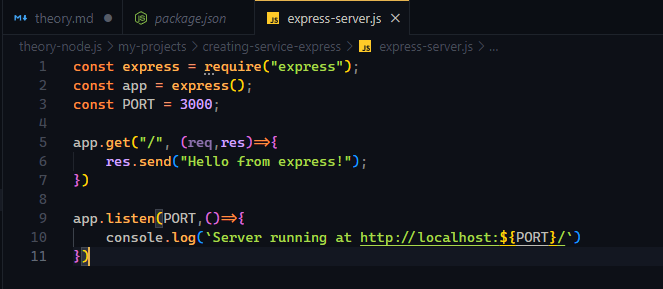 theory.md
package.json
express-server.js
theory-node.js > my-projects > creating-service-express > express-server.js > ...
1 const express = require("express");
2 const app = express();
3 const PORT = 3000;
4
5 app.get("/", (req,res)=>{
6     res.send("Hello from express!");
7 })
8
9 app.listen(PORT,()=>{
10     console.log(`Server running at http://localhost:${PORT}/`)
11 })